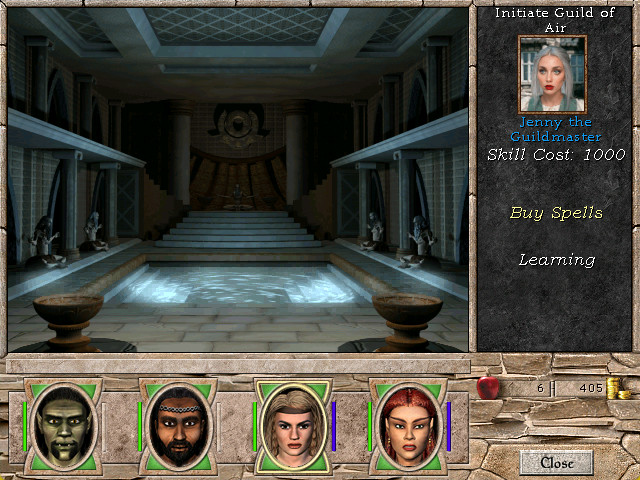 Initiate Guild of
Air
Jenny the
Guildmaster
Skill Cost: 1000
Buy Spells
Learning
6
405
Close